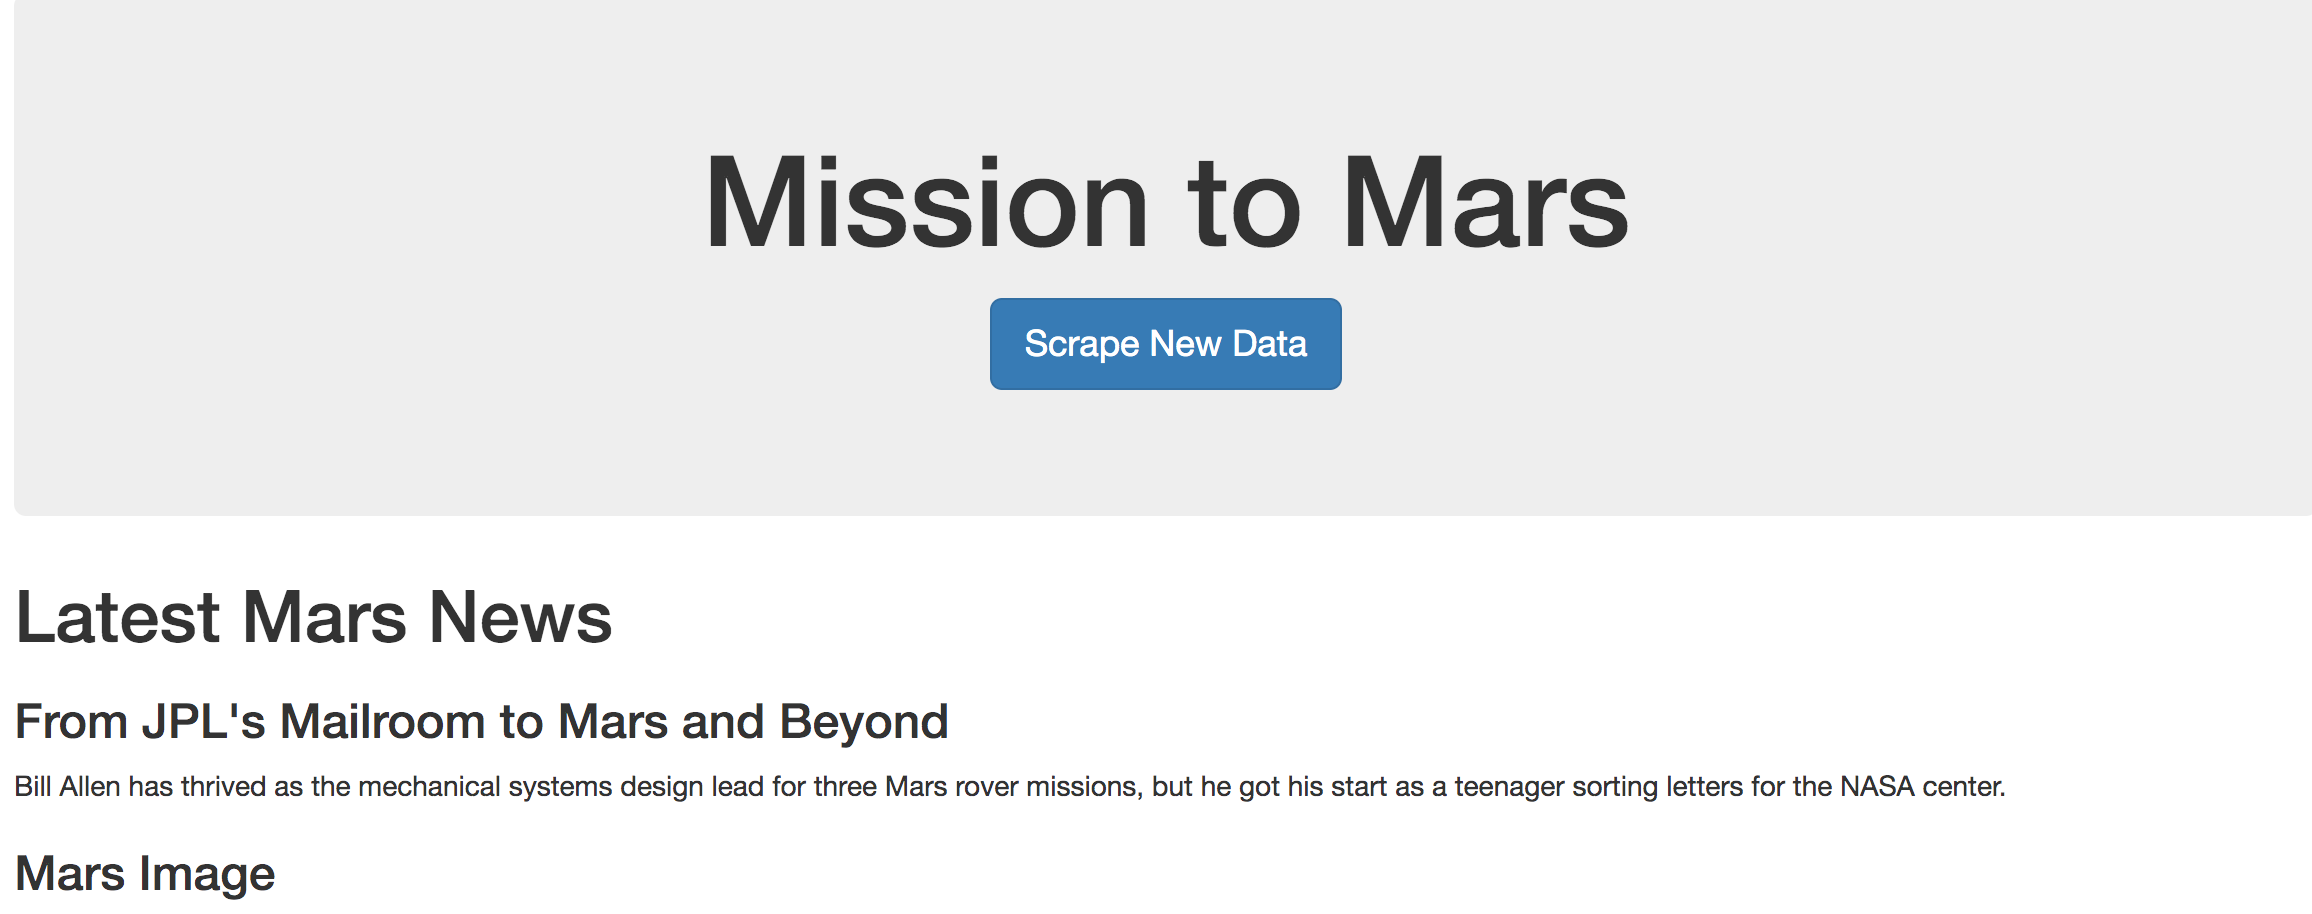 Mission to Mars
Scrape New Data
Latest Mars News
From JPL's Mailroom to Mars and Beyond
Bill Allen has thrived as the mechanical systems design lead for three Mars rover missions, but he got his start as a teenager sorting letters for the NASA center.
Mars Image